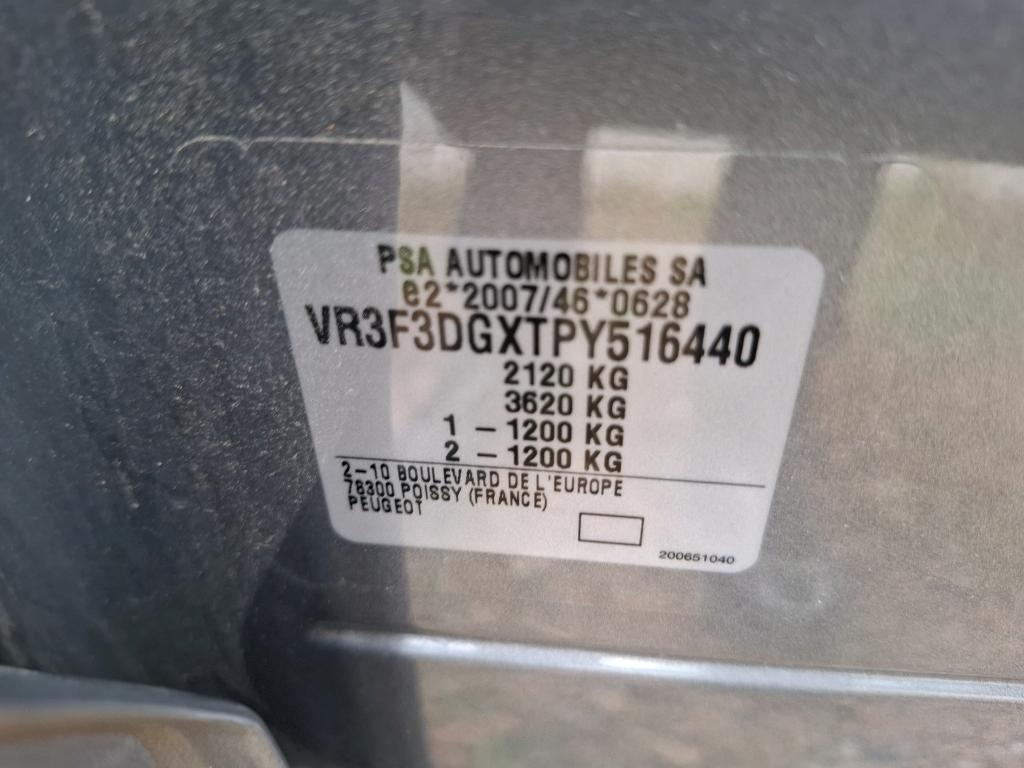 PSA AUTOMOBILES SA
e2*2007/46*0628
VR3F3DGXTPY516440
2120 KG
3620 KG
1 – 1200 KG
2 – 1200 KG
2–10 BOULEVARD DE L'EUROPE
78300 POISSY (FRANCE)
PEUGEOT
200651040